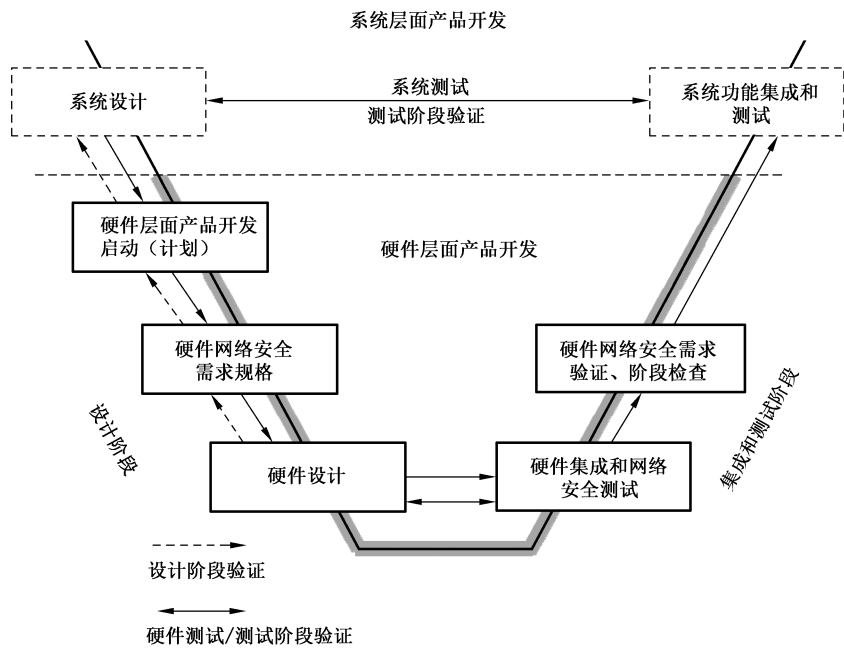 系统层面产品开发
系统设计
系统测试
测试阶段验证
系统功能集成和
测试
硬件层面产品开发
启动（计划）
硬件层面产品开发
硬件网络安全
需求规格
硬件网络安全需求
验证、阶段检查
设计阶段
集成和测试阶段
硬件设计
硬件集成和网络
安全测试
设计阶段验证
硬件测试/测试阶段验证